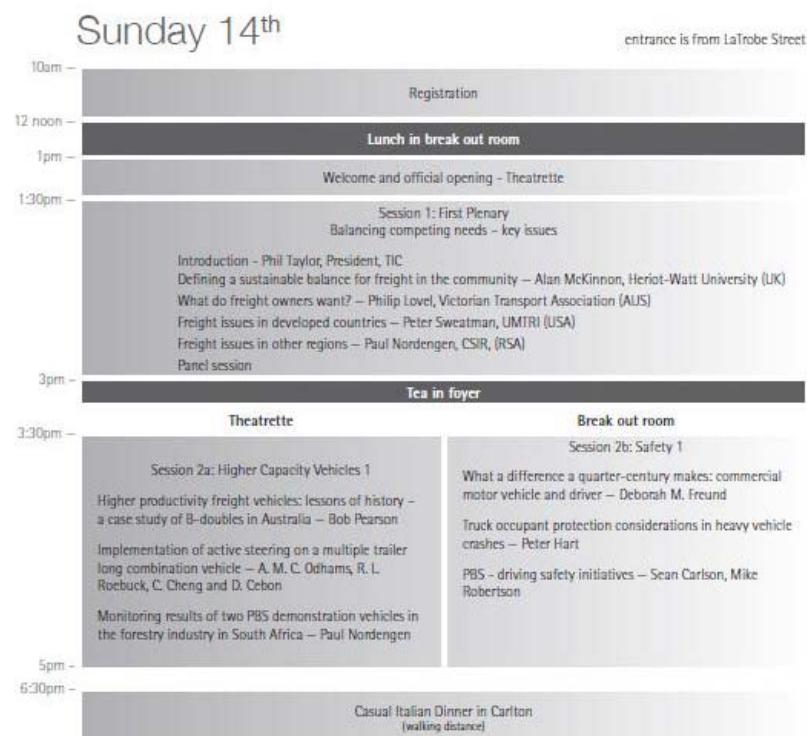 Sunday 14th
entrance is from LaTrobe Street
10am –
Registration
12 noon –
Lunch in break out room
1pm –
Welcome and official opening - Theatrette
1:30pm –
Session 1: First Plenary
Balancing competing needs – key issues
Introduction - Phil Taylor, President, TIC
Defining a sustainable balance for freight in the community — Alan McKinnon, Heriot-Watt University (UK)
What do freight owners want? — Philip Lovel, Victorian Transport Association (AUS)
Freight issues in developed countries — Peter Sweatman, UMTRI (USA)
Freight issues in other regions — Paul Nordengen, CSIR, (RSA)
Panel session
3pm –
Tea in foyer
Theatrette
Break out room
3:30pm –
Session 2a: Higher Capacity Vehicles 1
Higher productivity freight vehicles: lessons of history –
a case study of B-doubles in Australia — Bob Pearson
Implementation of active steering on a multiple trailer
long combination vehicle — A. M. C. Odhams, R. L.
Roebuck, C. Cheng and D. Cebon
Monitoring results of two PBS demonstration vehicles in
the forestry industry in South Africa — Paul Nordengen
Session 2b: Safety 1
What a difference a quarter-century makes: commercial
motor vehicle and driver — Deborah M. Freund
Truck occupant protection considerations in heavy vehicle
crashes — Peter Hart
PBS - driving safety initiatives — Sean Carlson, Mike
Robertson
5pm –
6:30pm –
Casual Italian Dinner in Carlton
(walking distance)